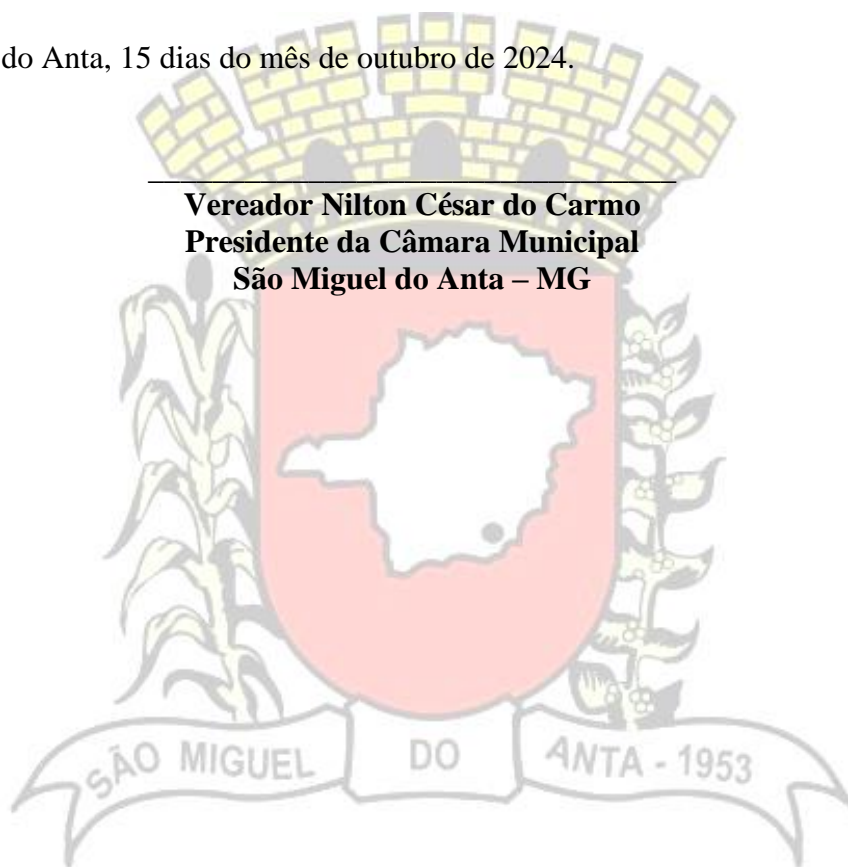 do Anta, 15 dias do mês de outubro de 2024.
Vereador Nilton César do Carmo
Presidente da Câmara Municipal
São Miguel do Anta – MG
SÃO MIGUEL DO ANTA - 1953